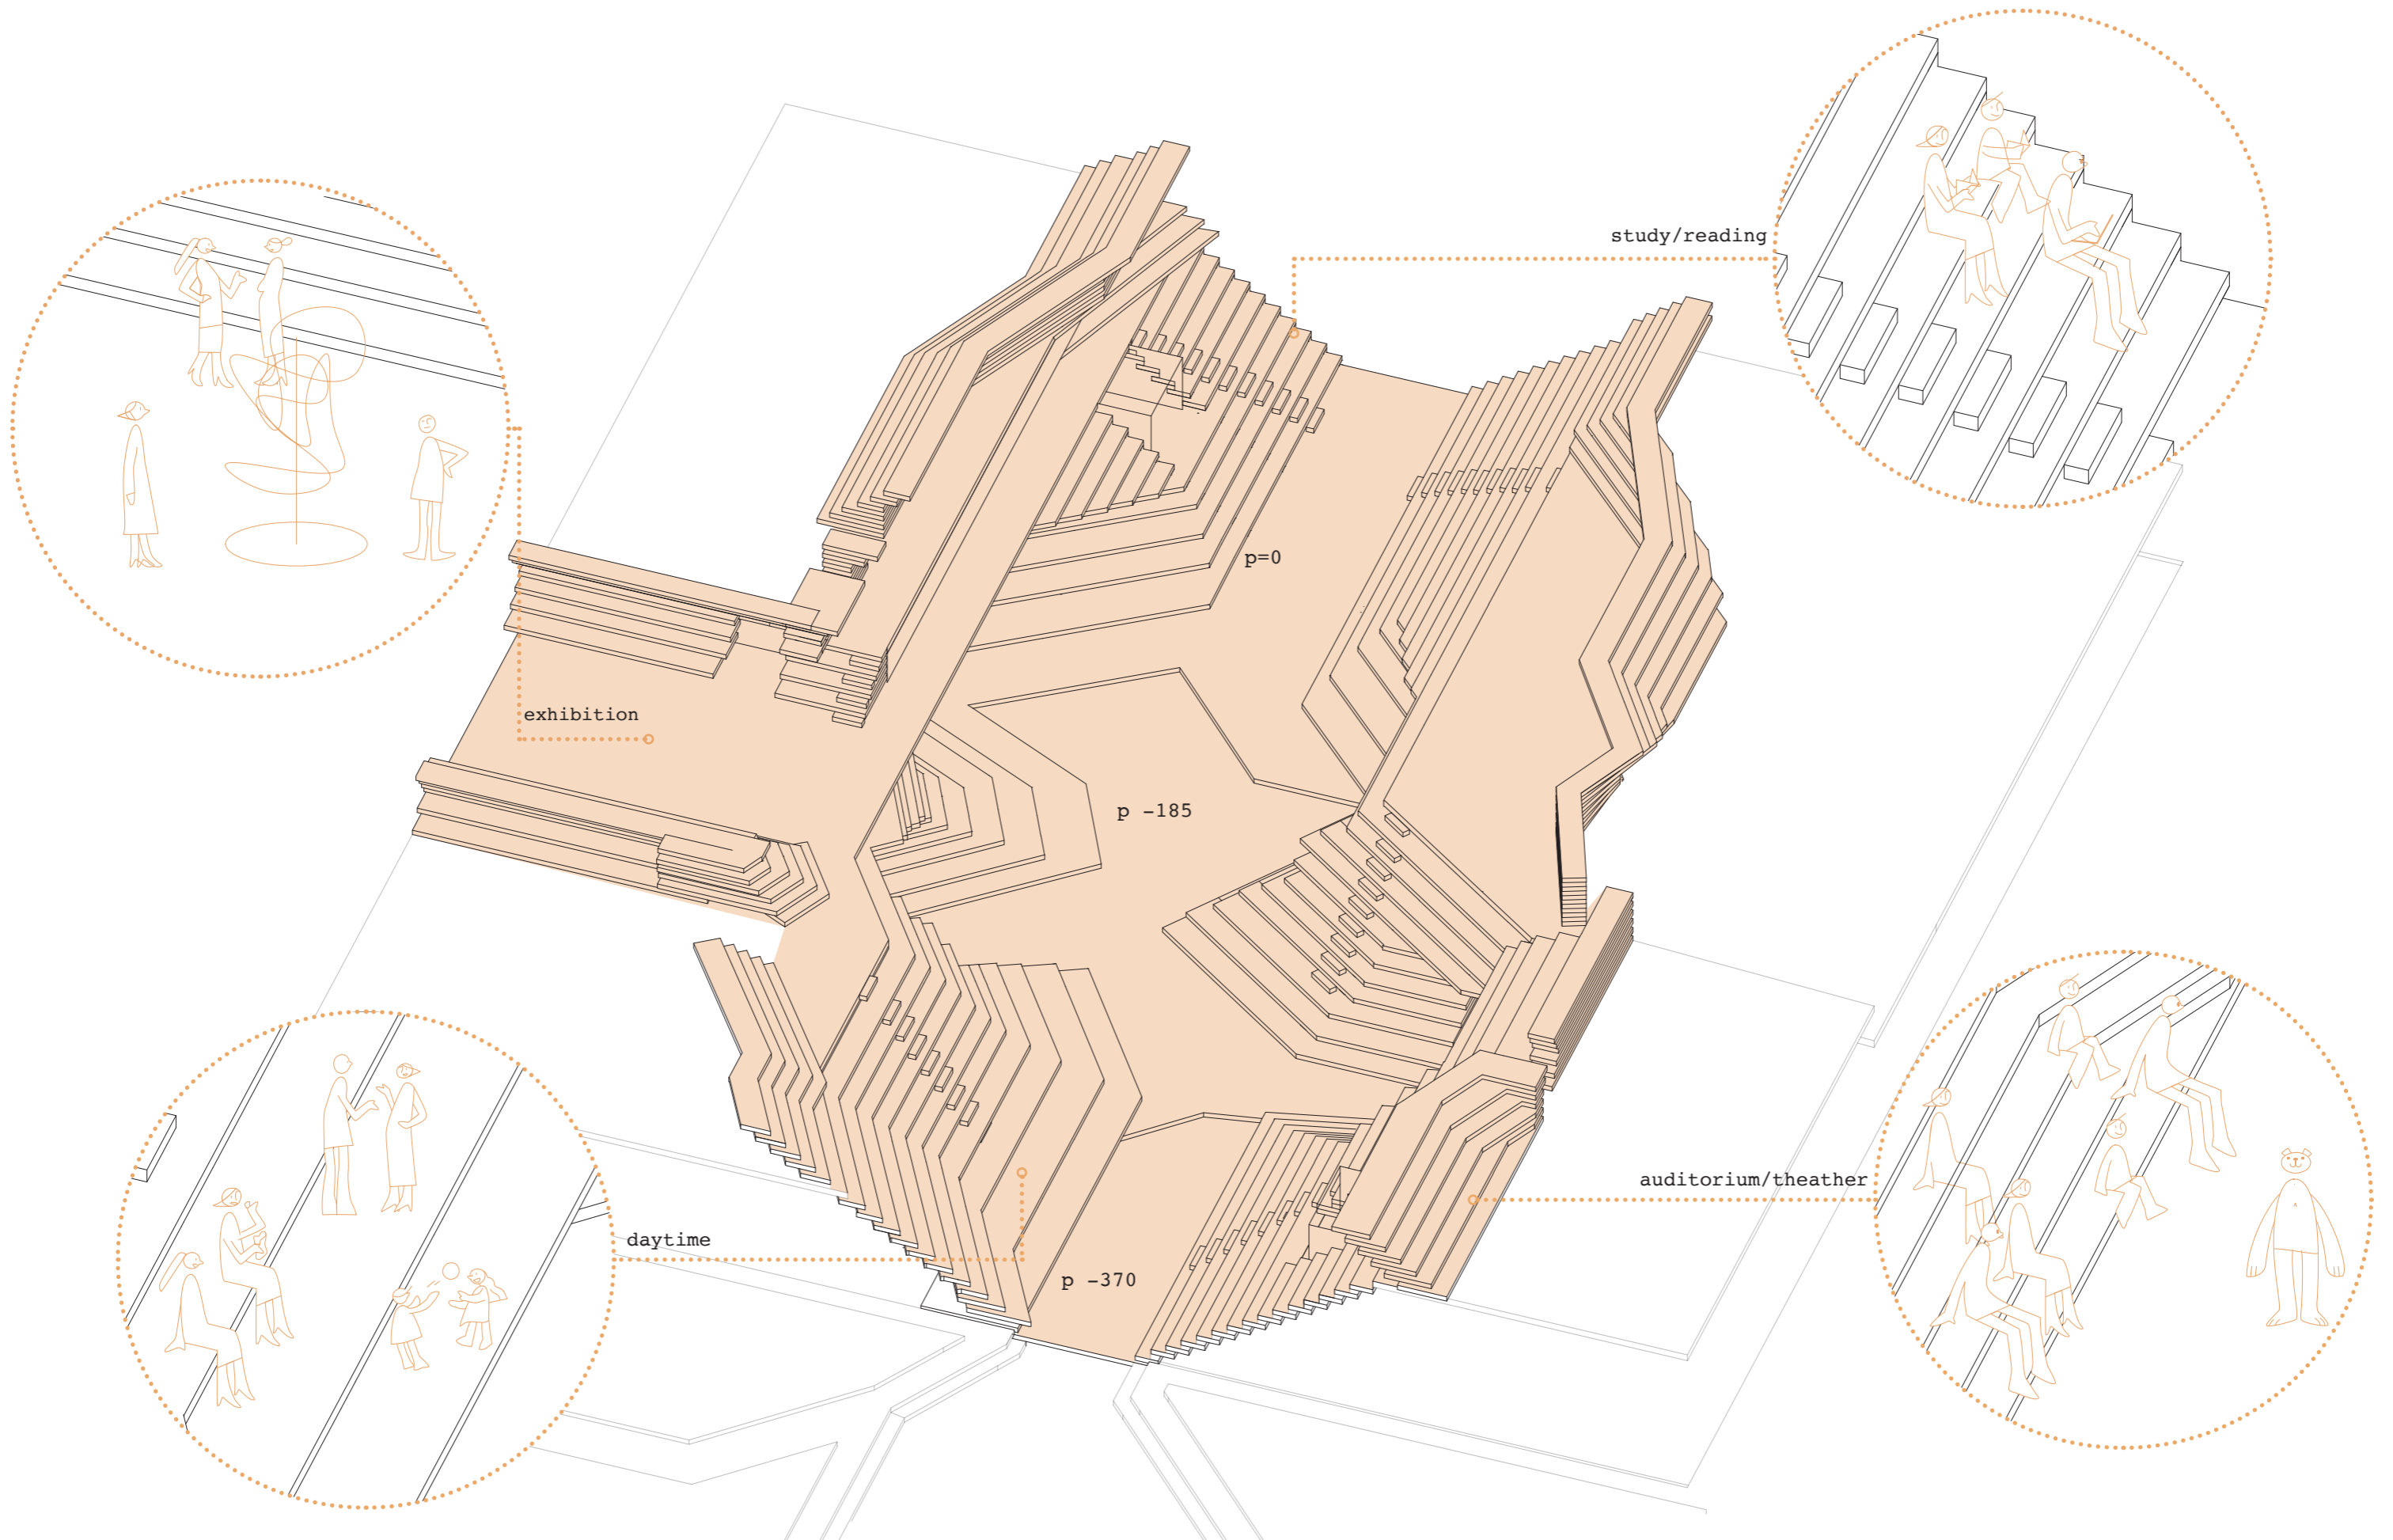 study/reading
p=0
exhibition
p -185
auditorium/theather
daytime
p -370